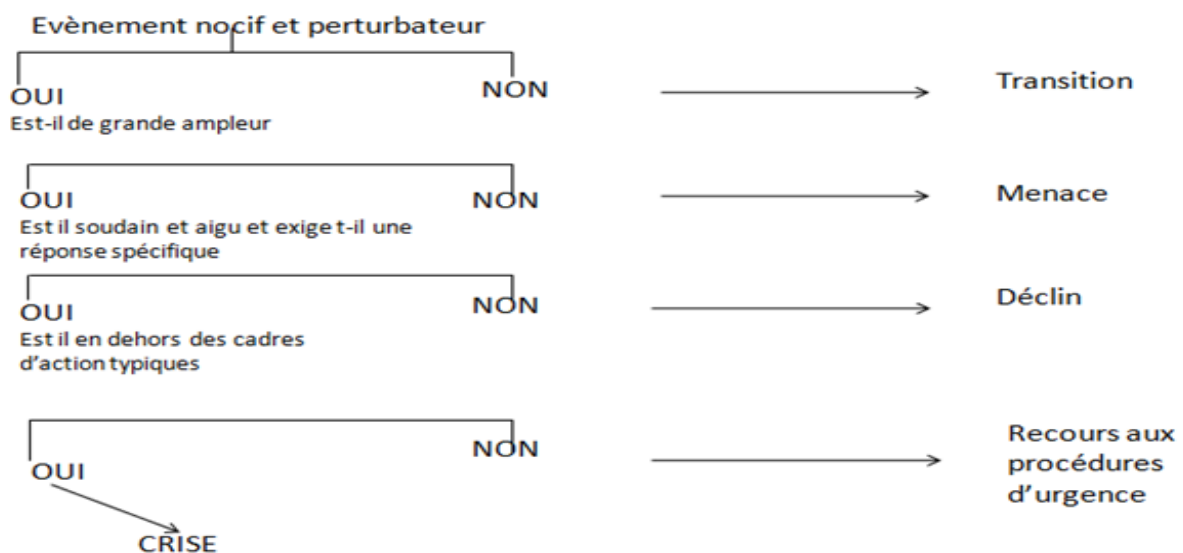 Evènement nocif et perturbateur
OUI
NON
Transition
Est-il de grande ampleur
OUI
NON
Menace
Est il soudain et aigu et exige t-il une
réponse spécifique
OUI
NON
Déclin
Est il en dehors des cadres
d'action typiques
OUI
NON
Recours aux
procédures
d'urgence
CRISE